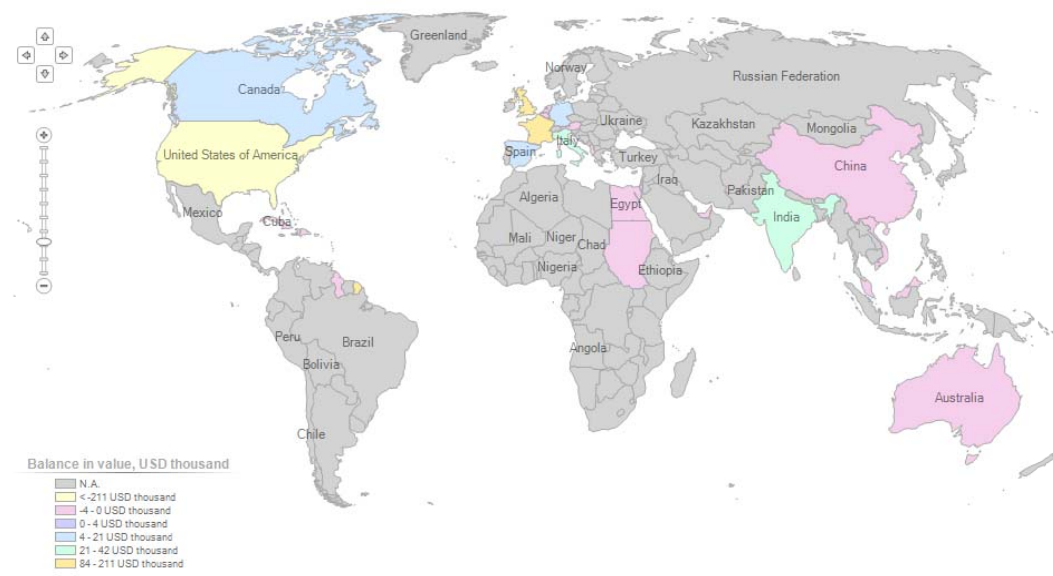 Greenland
Norway
Russian Federation
Canada
Ukraine
Kazakhstan
Mongolia
Italy
Spain
United States of America
Turkey
China
Iraq
Pakistan
Algeria
Egypt
Mexico
India
Cuba
Mali
Niger
Chad
Nigeria
Ethiopia
Peru
Brazil
Angola
Bolivia
Australia
Chile
Balance in value, USD thousand
N.A.
< -211 USD thousand
-4 - 0 USD thousand
0 - 4 USD thousand
4 - 21 USD thousand
21 - 42 USD thousand
84 - 211 USD thousand